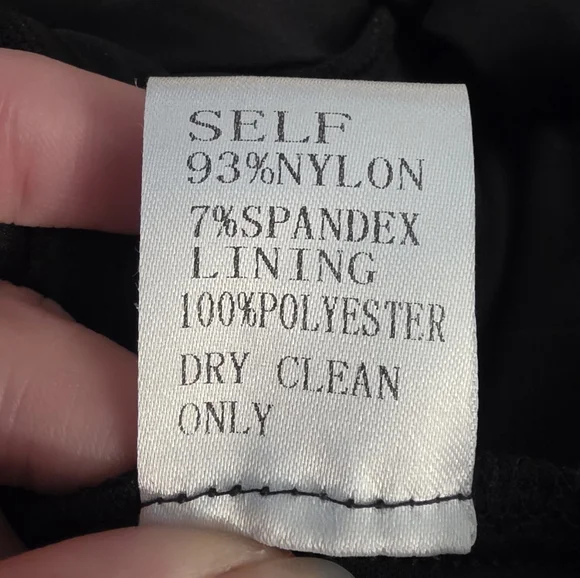 SELF
93%NYLON
7%SPANDEX
LINING
100%POLYESTER
DRY CLEAN
ONLY